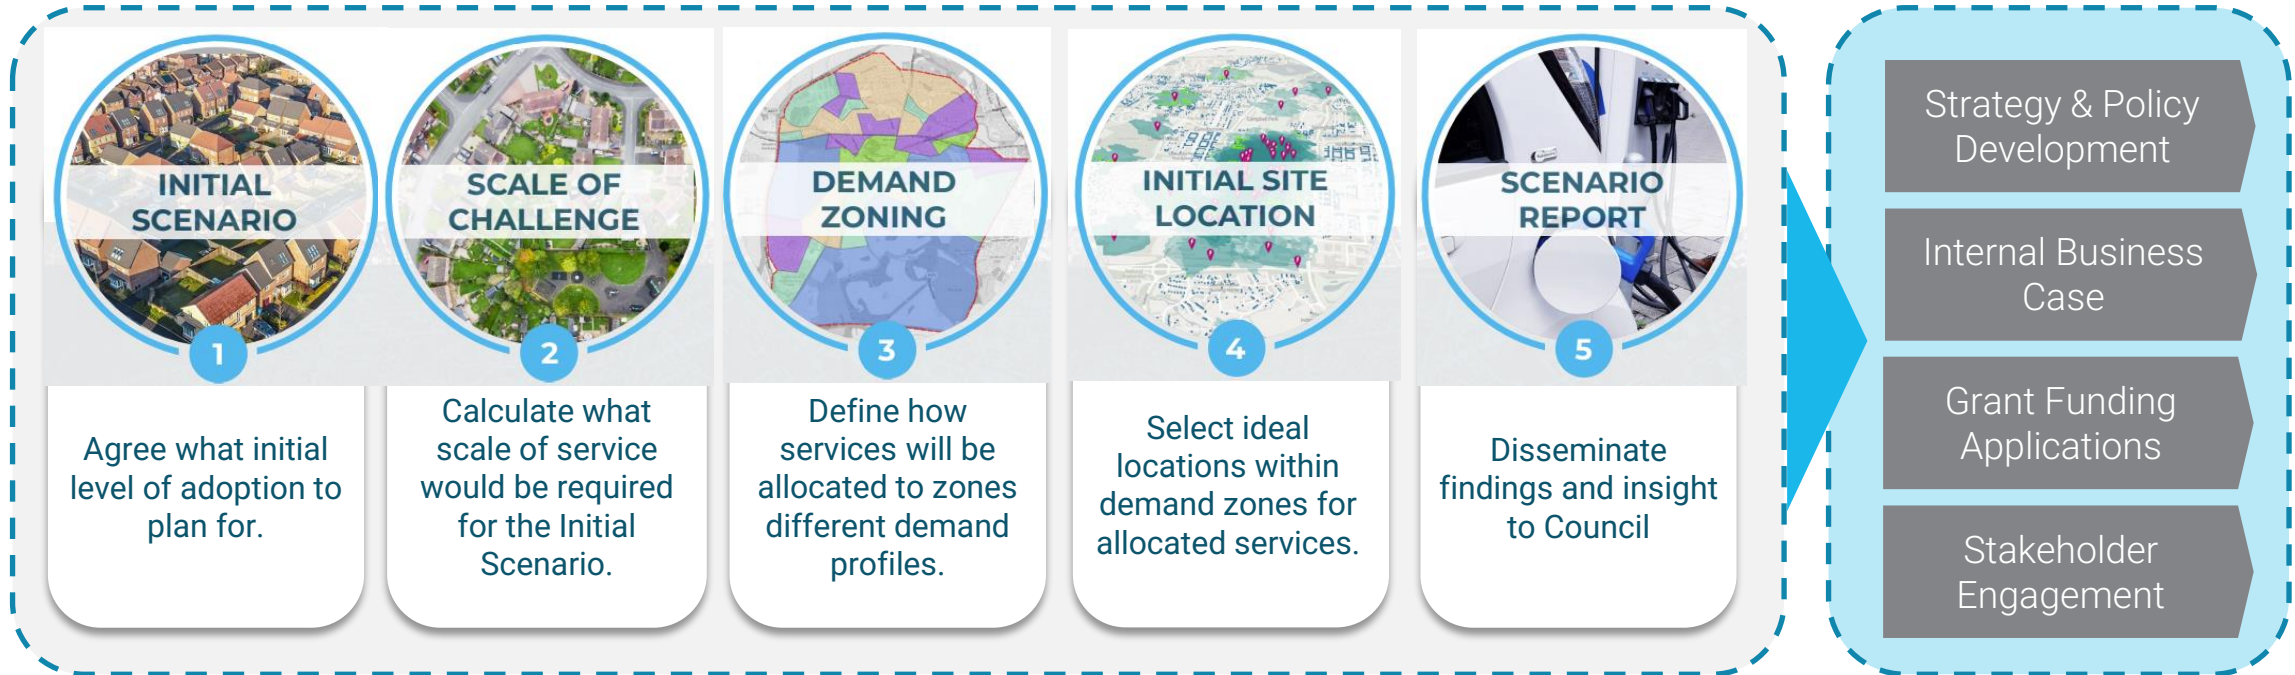 INITIAL
SCENARIO
1
Agree what initial
level of adoption to
plan for.
SCALE OF
CHALLENGE
2
Calculate what
scale of service
would be required
for the Initial
Scenario.
DEMAND
ZONING
3
Define how
services will be
allocated to zones
different demand
profiles.
INITIAL SITE
LOCATION
4
Select ideal
locations within
demand zones for
allocated services.
SCENARIO
REPORT
5
Disseminate
findings and insight
to Council
Strategy & Policy
Development
Internal Business
Case
Grant Funding
Applications
Stakeholder
Engagement